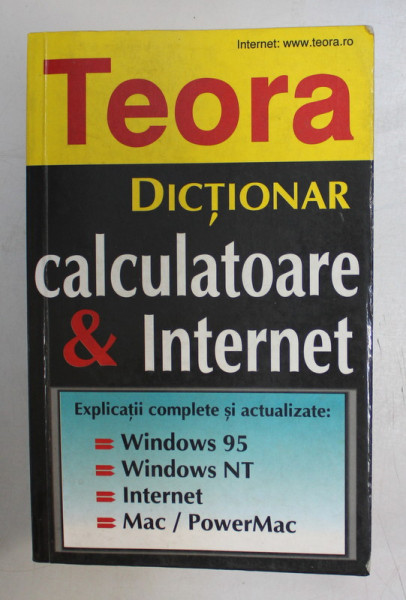 Internet: www.teora.ro
Teora
DICȚIONAR
calculatoare
& Internet
Explicații complete și actualizate:
Windows 95
Windows NT
Internet
Mac / PowerMac